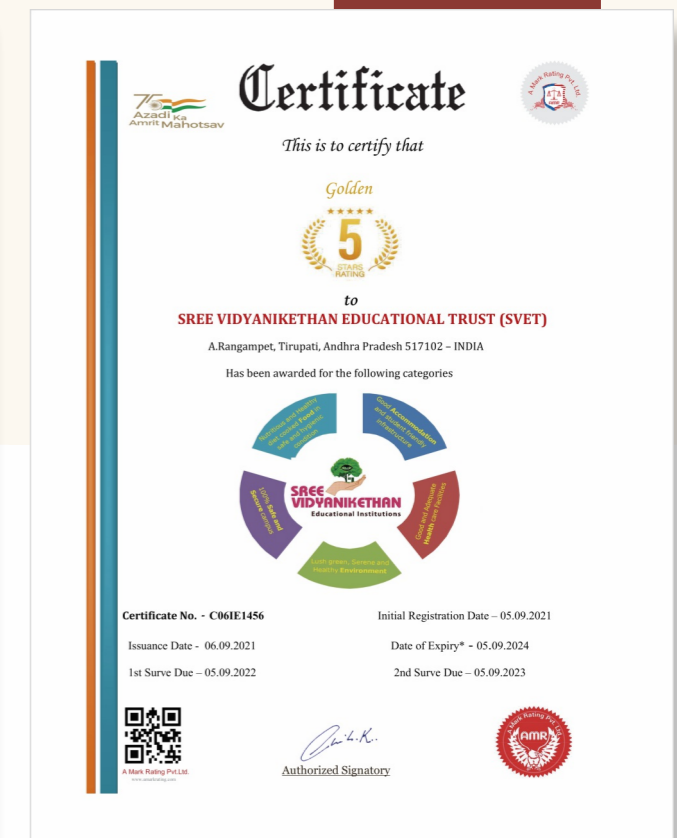 Certificate
75
Azadi Ka
Amrit Mahotsav
A Mark Rating Pvt. Ltd.
AMR
This is to certify that
Golden
5
STARS
RATING
to
SREE VIDYANIKETHAN EDUCATIONAL TRUST (SVET)
A.Rangampet, Tirupati, Andhra Pradesh 517102 – INDIA
Has been awarded for the following categories
Nutritious and Healthy
diet, cooked Food in
safe and hygienic
condition
Good Accommodation
and student friendly
infrastructure
100% Safe and
Secure campus
SREE
VIDYANIKETHAN
Educational Institutions
Good and Adequate
Health care Facilities
Lush green, Serene and
Healthy Environment
Certificate No. - C06IE1456
Initial Registration Date – 05.09.2021
Issuance Date - 06.09.2021
Date of Expiry* - 05.09.2024
1st Surve Due – 05.09.2022
2nd Surve Due – 05.09.2023
A Mark Rating Pvt.Ltd.
Authorized Signatory
A Mark Rating Pvt. Ltd.
AMR